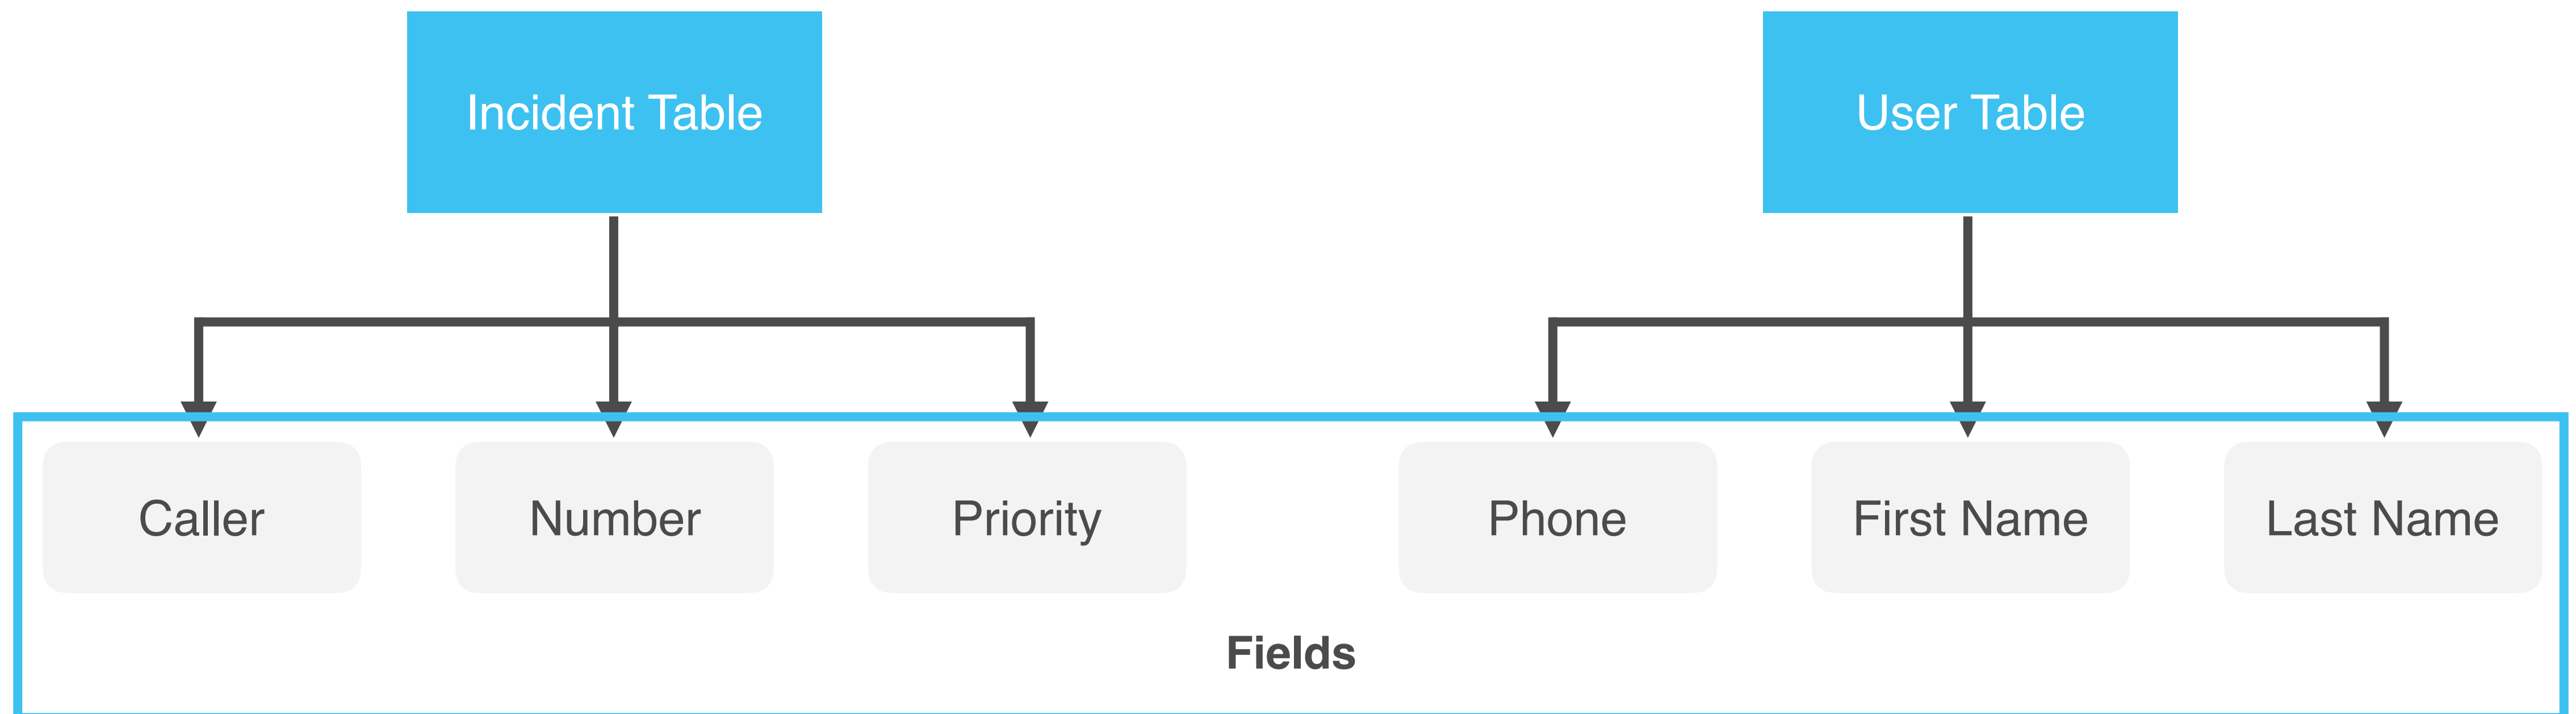 Incident Table
User Table
Caller
Number
Priority
Phone
First Name
Last Name
Fields